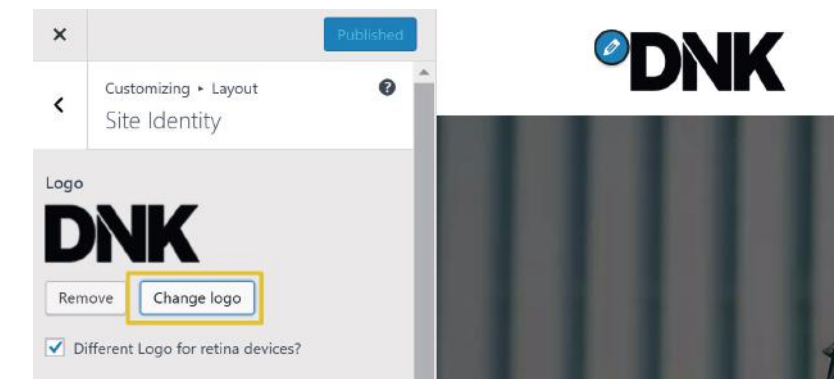 Published
Customizing ▸ Layout
Site Identity
Logo
DNK
Remove
Change logo
Different Logo for retina devices?
DNK